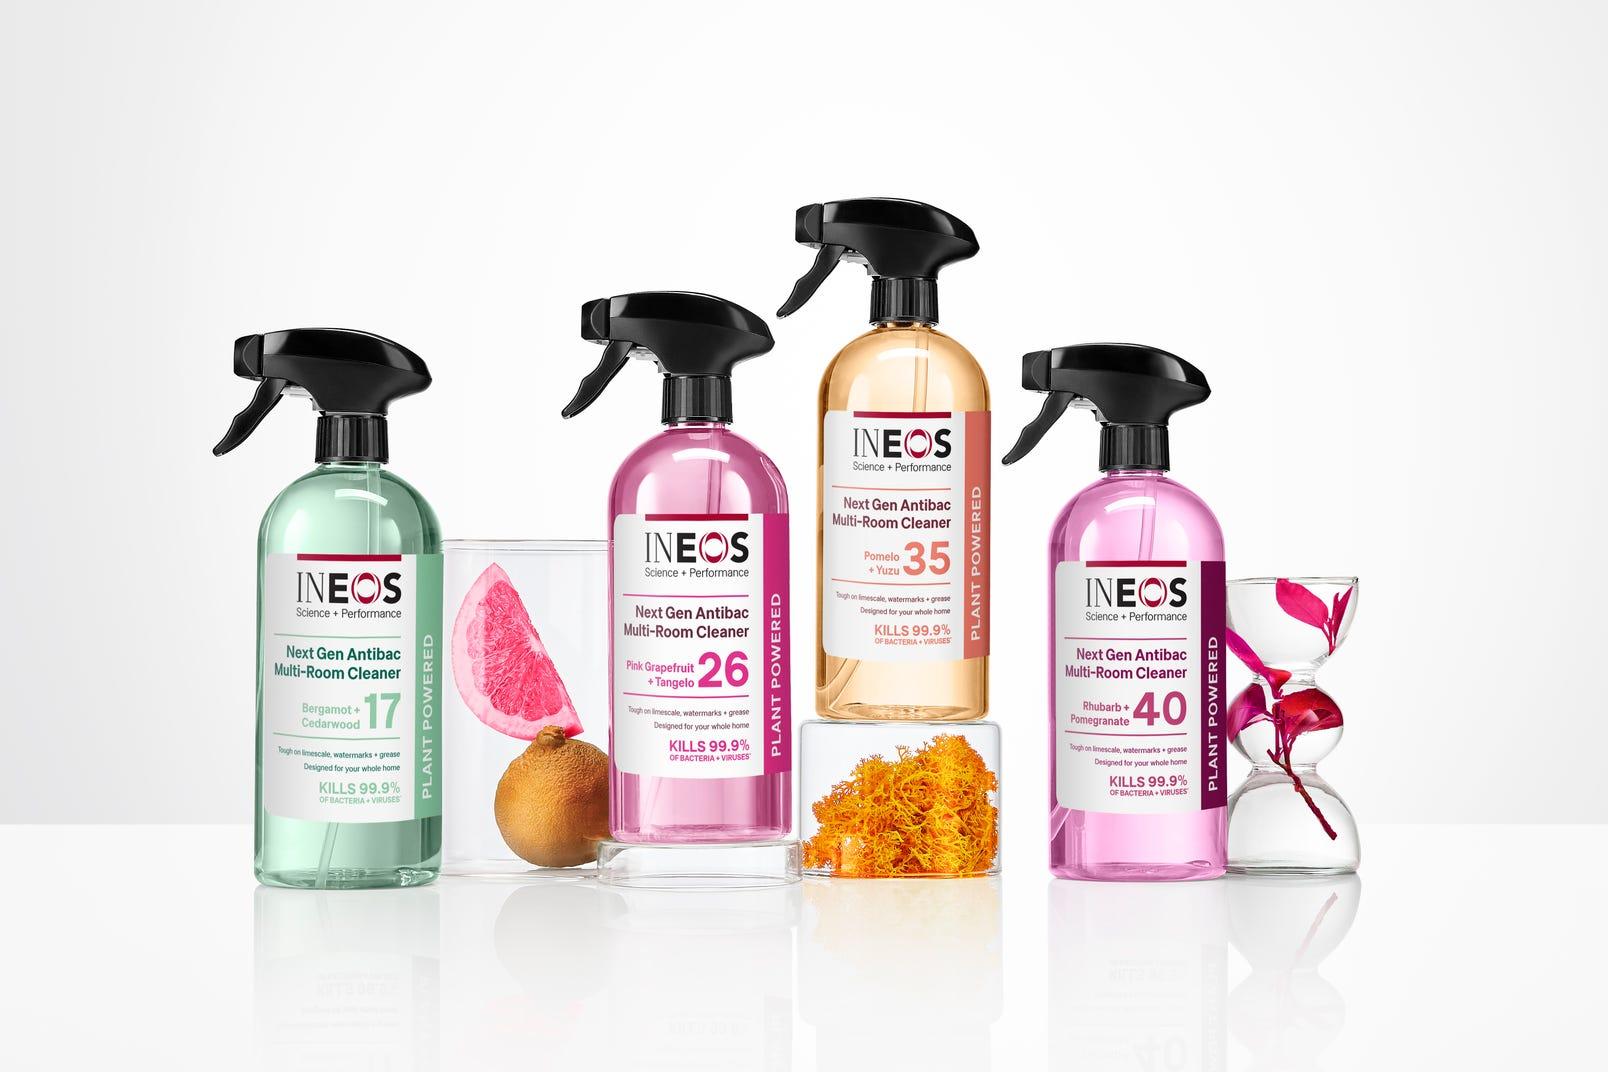 INEOS
Science + Performance
Next Gen Antibac
Multi-Room Cleaner
Bergamot +
Cedarwood 17
Tough on limescale, watermarks + grease
Designed for your whole home
KILLS 99.9%
OF BACTERIA + VIRUSES*
PLANT POWERED
INEOS
Science + Performance
Next Gen Antibac
Multi-Room Cleaner
Pink Grapefruit
+ Tangelo 26
Tough on limescale, watermarks + grease
Designed for your whole home
KILLS 99.9%
OF BACTERIA + VIRUSES*
PLANT POWERED
INEOS
Science + Performance
Next Gen Antibac
Multi-Room Cleaner
Pomelo
+ Yuzu 35
Tough on limescale, watermarks + grease
Designed for your whole home
KILLS 99.9%
OF BACTERIA + VIRUSES*
PLANT POWERED
INEOS
Science + Performance
Next Gen Antibac
Multi-Room Cleaner
Rhubarb +
Pomegranate 40
Tough on limescale, watermarks + grease
Designed for your whole home
KILLS 99.9%
OF BACTERIA + VIRUSES*
PLANT POWERED